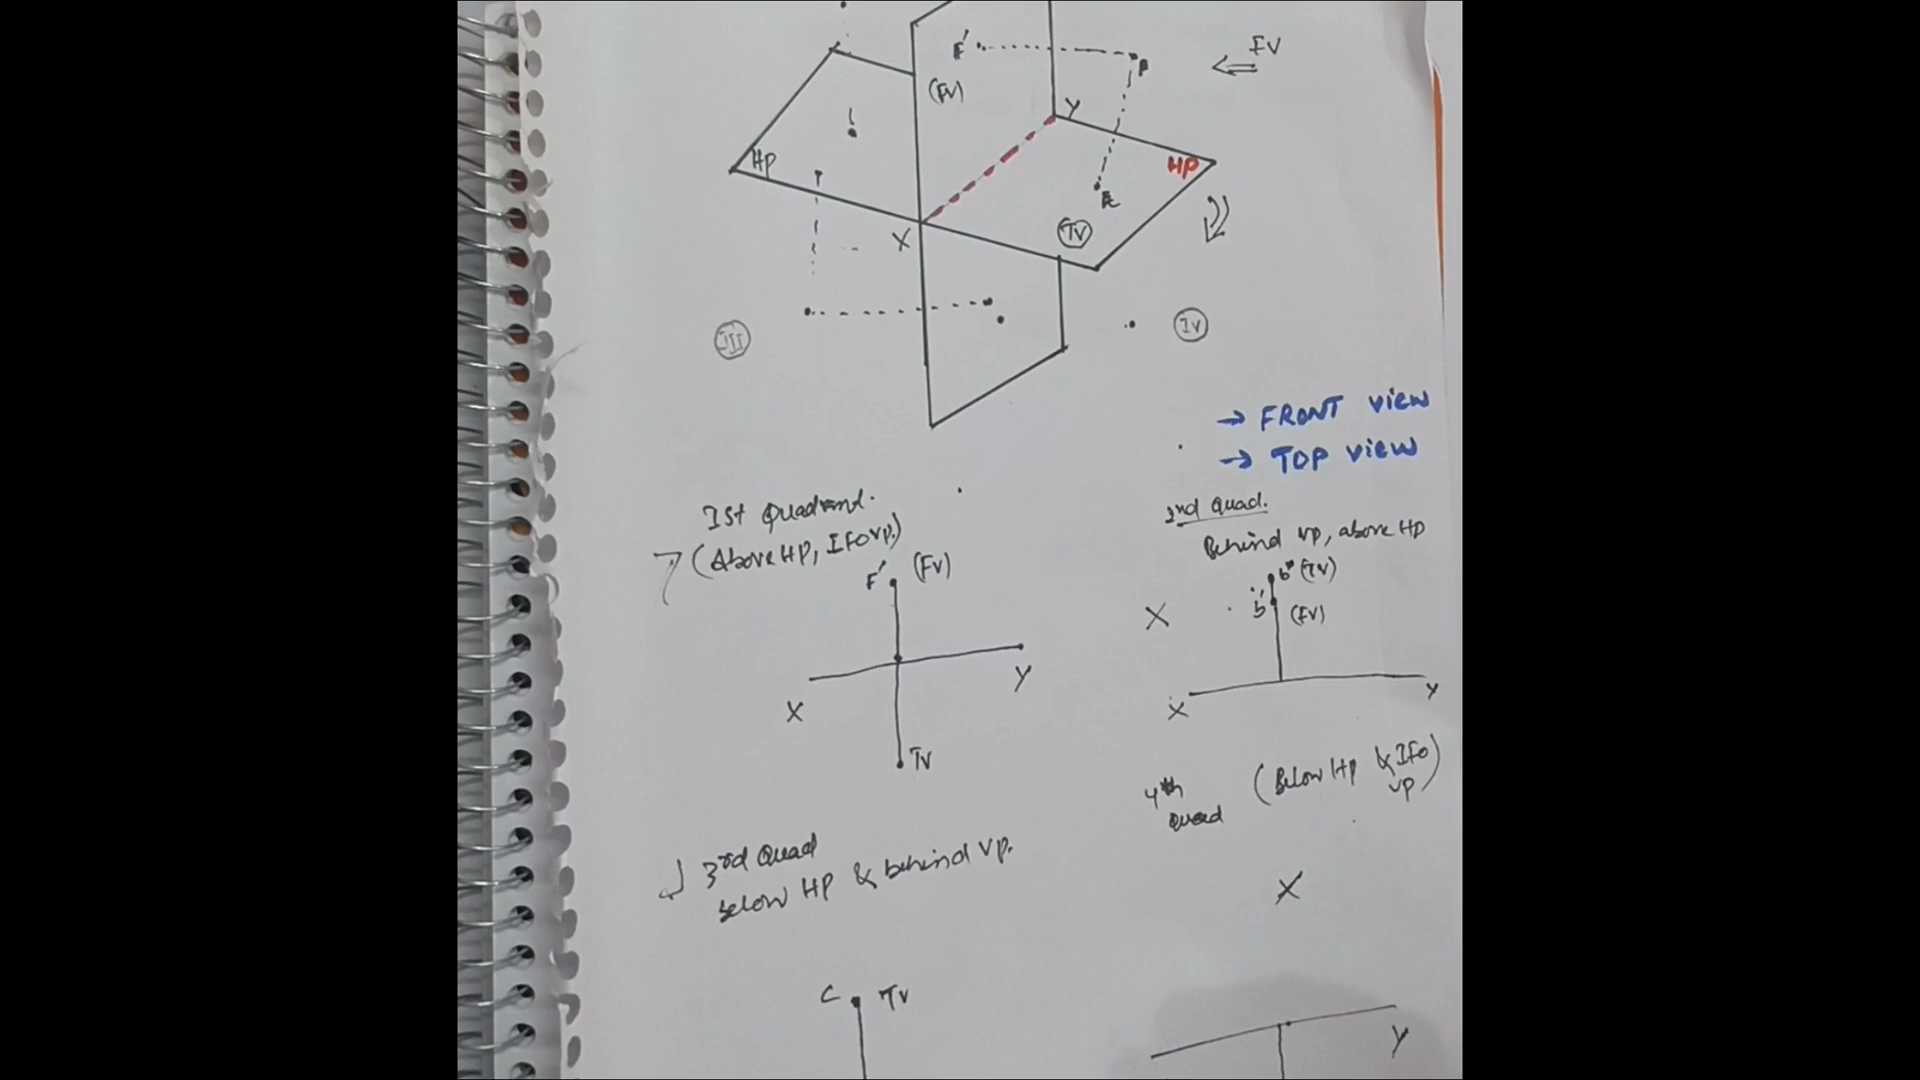 F'
P
FV
(FV)
Y
HP
HP
X
TV
III
IV
→ FRONT VIEW
→ TOP VIEW
1st Quadrant.
(Above HP, IFO VP.)
F' (FV)
X
Y
TV
2nd Quad.
Behind VP, above HP
b" (TV)
b' (FV)
X
X
Y
4th Quad
(Below HP & IFO VP)
X
3rd Quad
below HP & behind VP.
C TV
Y